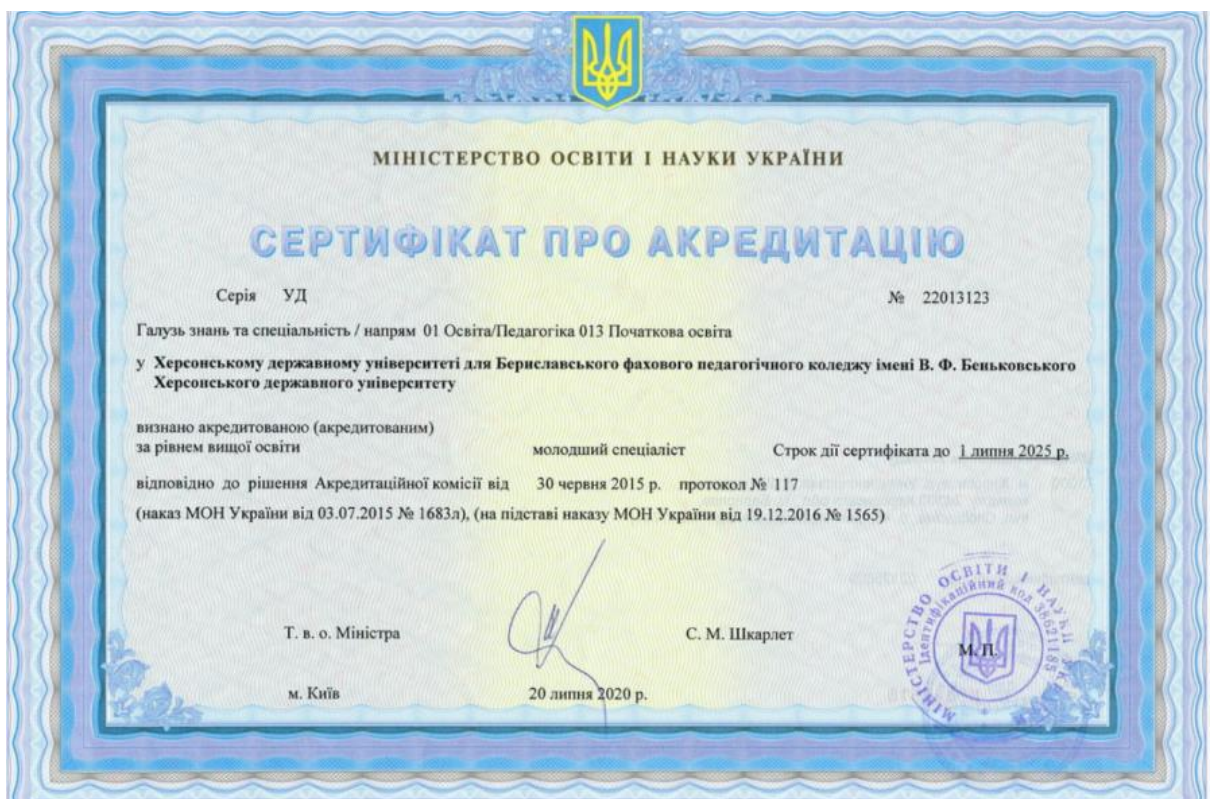 МІНІСТЕРСТВО ОСВІТИ І НАУКИ УКРАЇНИ
СЕРТИФІКАТ ПРО АКРЕДИТАЦІЮ
Серія УД № 22013123
Галузь знань та спеціальність / напрям 01 Освіта/Педагогіка 013 Початкова освіта
у Херсонському державному університеті для Бериславського фахового педагогічного коледжу імені В. Ф. Беньковського
Херсонського державного університету
визнано акредитованою (акредитованим)
за рівнем вищої освіти молодший спеціаліст Строк дії сертифіката до 1 липня 2025 р.
відповідно до рішення Акредитаційної комісії від 30 червня 2015 р. протокол № 117
(наказ МОН України від 03.07.2015 № 1683л), (на підставі наказу МОН України від 19.12.2016 № 1565)
Т. в. о. Міністра С. М. Шкарлет М. П.
м. Київ 20 липня 2020 р.
МІНІСТЕРСТВО ОСВІТИ І НАУКИ
Ідентифікаційний код 38621185